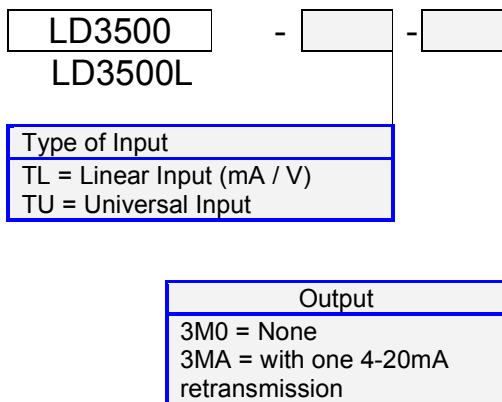 LD3500 - -
LD3500L
Type of Input
TL = Linear Input (mA / V)
TU = Universal Input
Output
3M0 = None
3MA = with one 4-20mA
retransmission